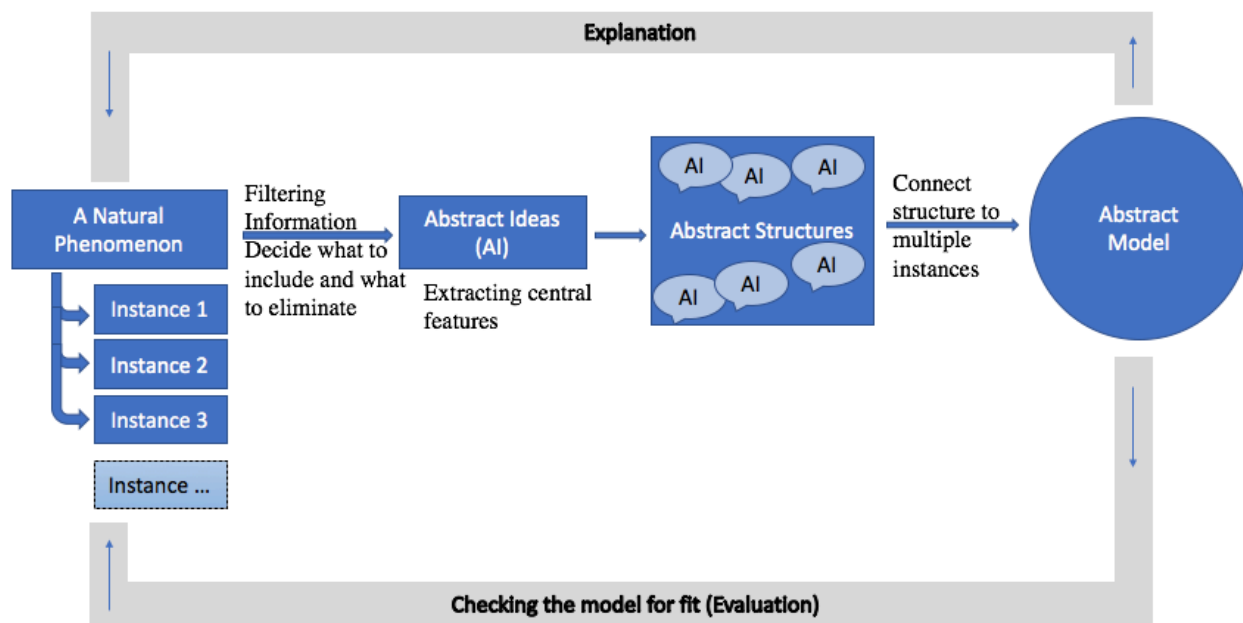 Explanation
A Natural
Phenomenon
Instance 1
Instance 2
Instance 3
Instance ...
Filtering
Information
Decide what to
include and what
to eliminate
Abstract Ideas
(AI)
Extracting central
features
AI
AI
AI
Abstract Structures
AI
AI
AI
Connect
structure to
multiple
instances
Abstract
Model
Checking the model for fit (Evaluation)